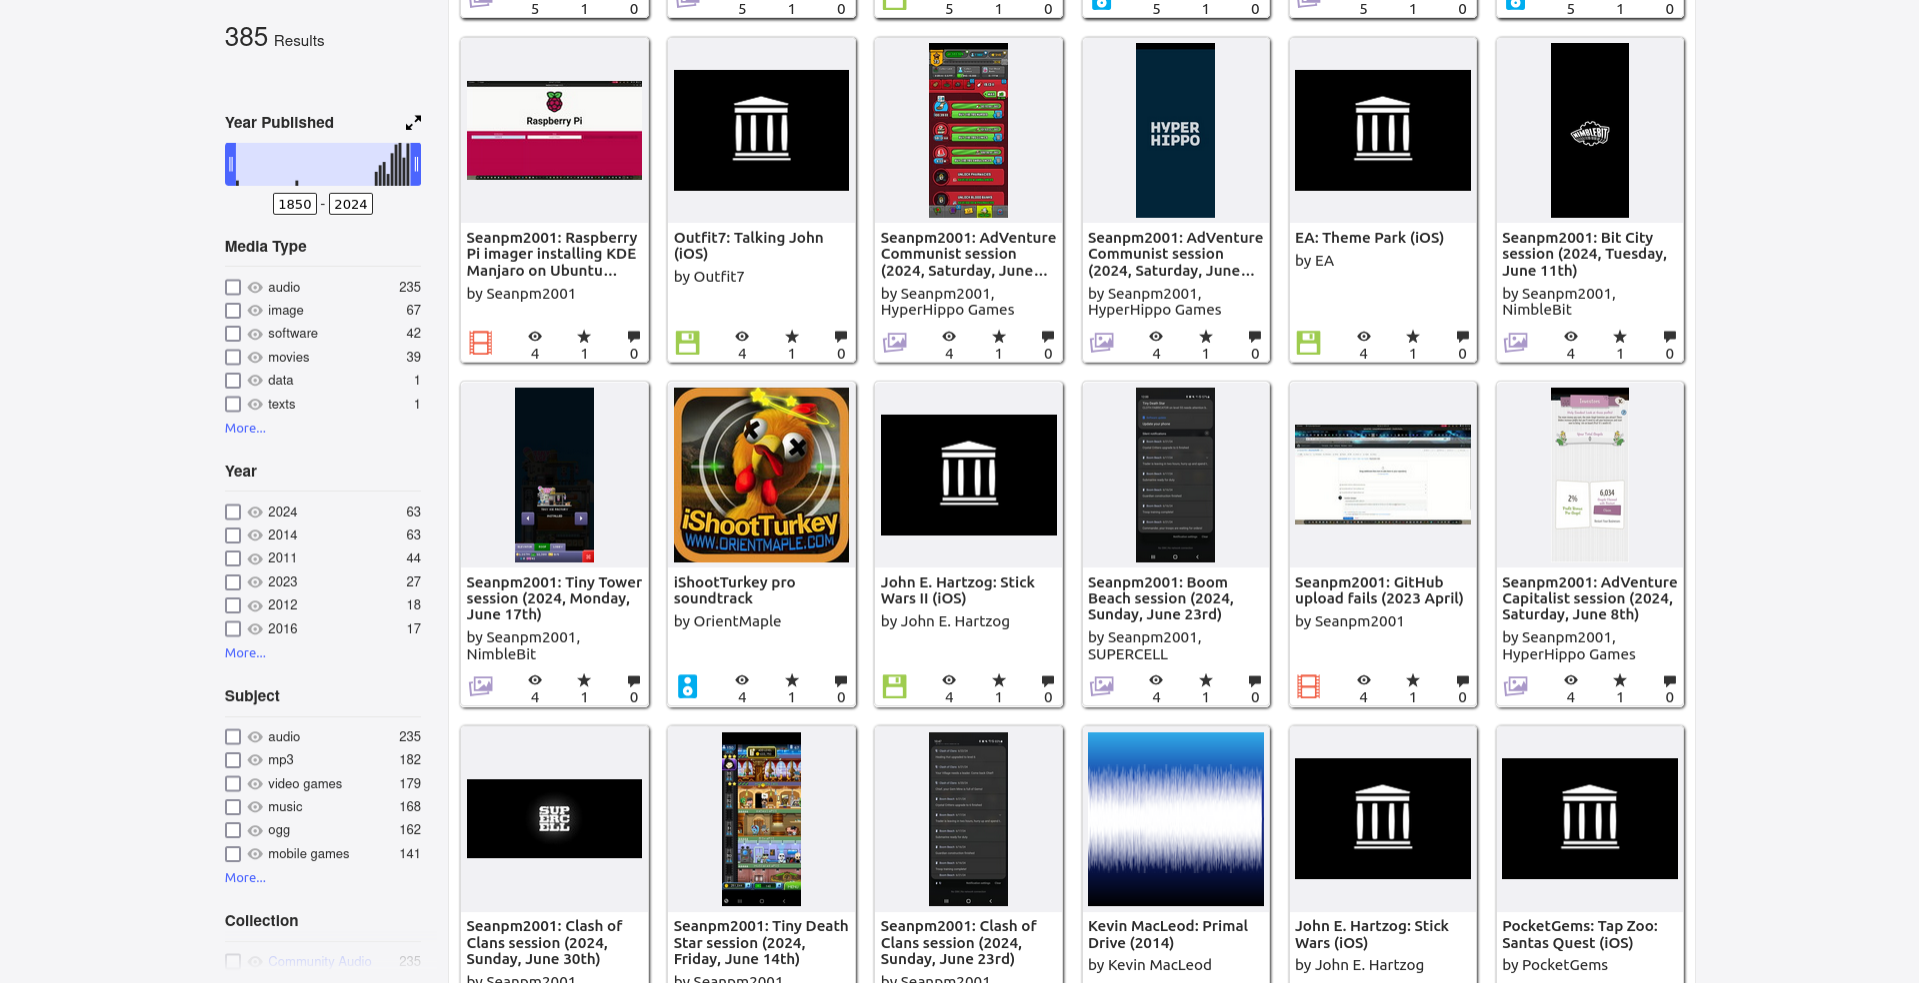 385 Results
Year Published
1850 - 2024
Media Type
audio 235
image 67
software 42
movies 39
data 1
texts 1
More...
Year
2024 63
2014 63
2011 44
2023 27
2012 18
2016 17
More...
Subject
audio 235
mp3 182
video games 179
music 168
ogg 162
mobile games 141
More...
Collection
Community Audio 235
5 1 0
5 1 0
5 1 0
5 1 0
5 1 0
5 1 0
Raspberry Pi
Seanpm2001: Raspberry
Pi imager installing KDE
Manjaro on Ubuntu...
by Seanpm2001
4 1 0
Outfit7: Talking John
(iOS)
by Outfit7
4 1 0
Seanpm2001: AdVenture
Communist session
(2024, Saturday, June...
by Seanpm2001,
HyperHippo Games
4 1 0
HYPER
HIPPO
Seanpm2001: AdVenture
Communist session
(2024, Saturday, June...
by Seanpm2001,
HyperHippo Games
4 1 0
EA: Theme Park (iOS)
by EA
4 1 0
NIMBLEBIT
Seanpm2001: Bit City
session (2024, Tuesday,
June 11th)
by Seanpm2001,
NimbleBit
4 1 0
Seanpm2001: Tiny Tower
session (2024, Monday,
June 17th)
by Seanpm2001,
NimbleBit
4 1 0
iShootTurkey
WWW.ORIENTMAPLE.COM
iShootTurkey pro
soundtrack
by OrientMaple
4 1 0
John E. Hartzog: Stick
Wars II (iOS)
by John E. Hartzog
4 1 0
Seanpm2001: Boom
Beach session (2024,
Sunday, June 23rd)
by Seanpm2001,
SUPERCELL
4 1 0
Seanpm2001: GitHub
upload fails (2023 April)
by Seanpm2001
4 1 0
2%
6,034
Seanpm2001: AdVenture
Capitalist session (2024,
Saturday, June 8th)
by Seanpm2001,
HyperHippo Games
4 1 0
SUP
ERC
ELL
Seanpm2001: Clash of
Clans session (2024,
Sunday, June 30th)
by Seanpm2001
Seanpm2001: Tiny Death
Star session (2024,
Friday, June 14th)
by Seanpm2001
Seanpm2001: Clash of
Clans session (2024,
Sunday, June 23rd)
by Seanpm2001
Kevin MacLeod: Primal
Drive (2014)
by Kevin MacLeod
John E. Hartzog: Stick
Wars (iOS)
by John E. Hartzog
PocketGems: Tap Zoo:
Santas Quest (iOS)
by PocketGems